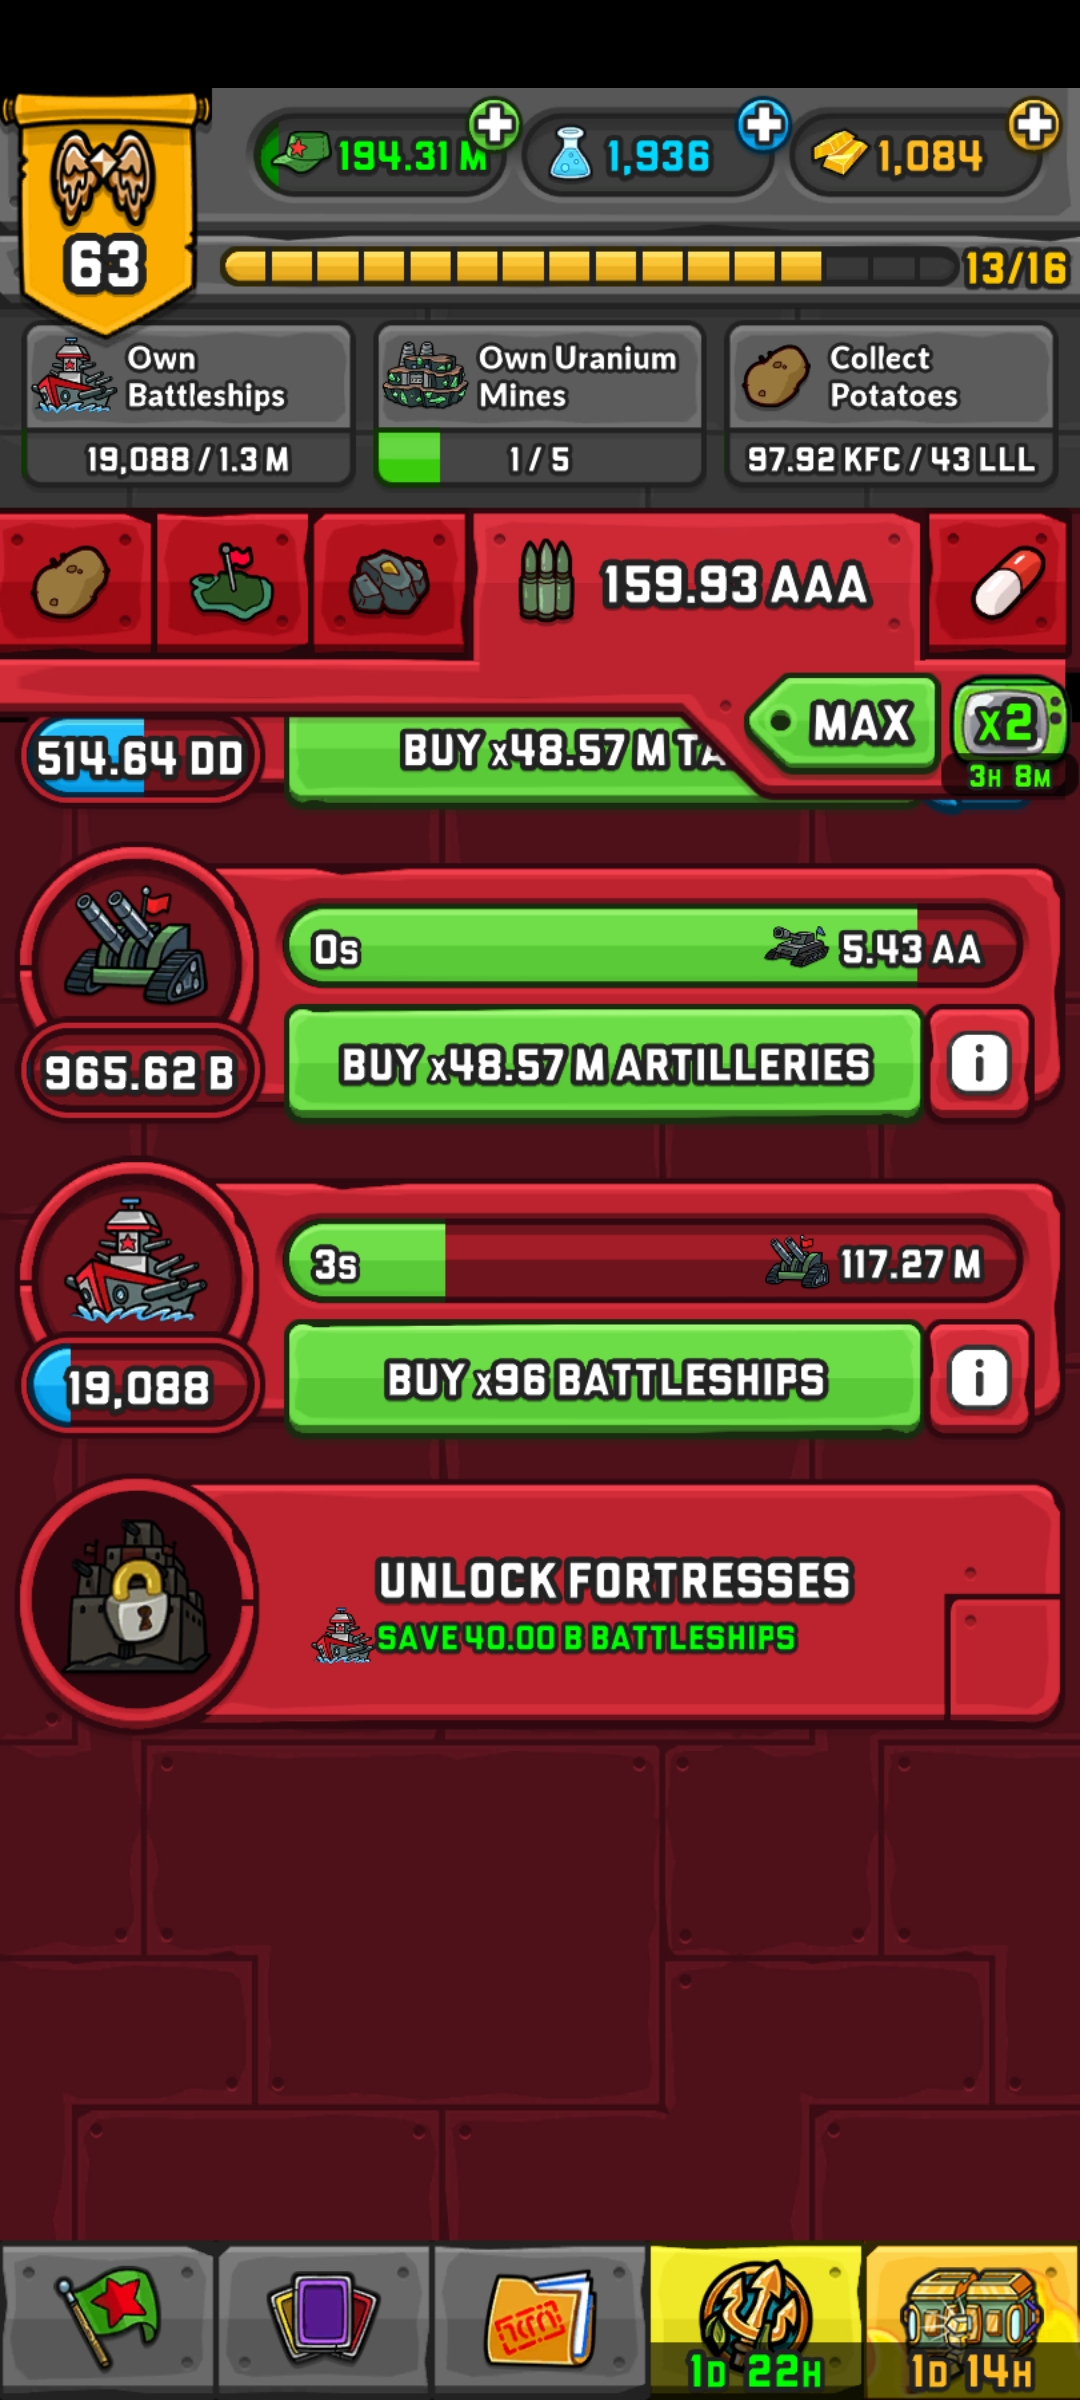 194.31 M
1,936
1,084
63
13/16
Own
Battleships
19,088 / 1.3 M
Own Uranium
Mines
1 / 5
Collect
Potatoes
97.92 KFC / 43 LLL
159.93 AAA
MAX
x2
3H 8M
514.64 DD
BUY x48.57 M TA
0s
5.43 AA
965.62 B
BUY x48.57 M ARTILLERIES
i
3s
117.27 M
19,088
BUY x96 BATTLESHIPS
i
UNLOCK FORTRESSES
SAVE 40.00 B BATTLESHIPS
1D 22H
1D 14H